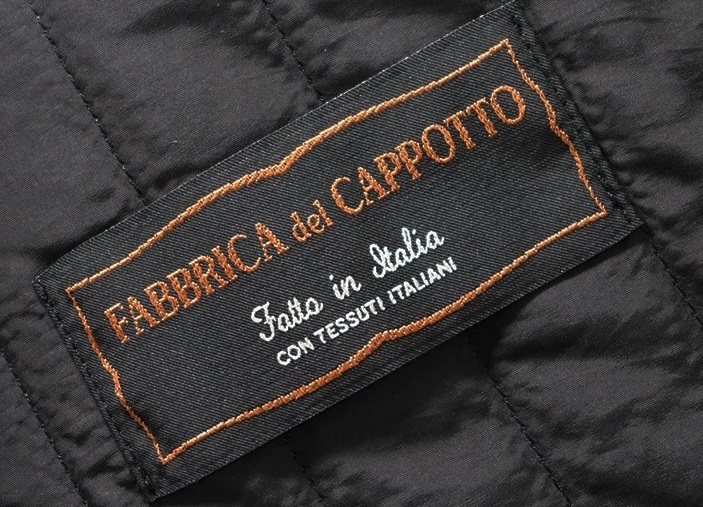 FABBRICA del CAPPOTTO
Fatto in Italia
CON TESSUTI ITALIANI